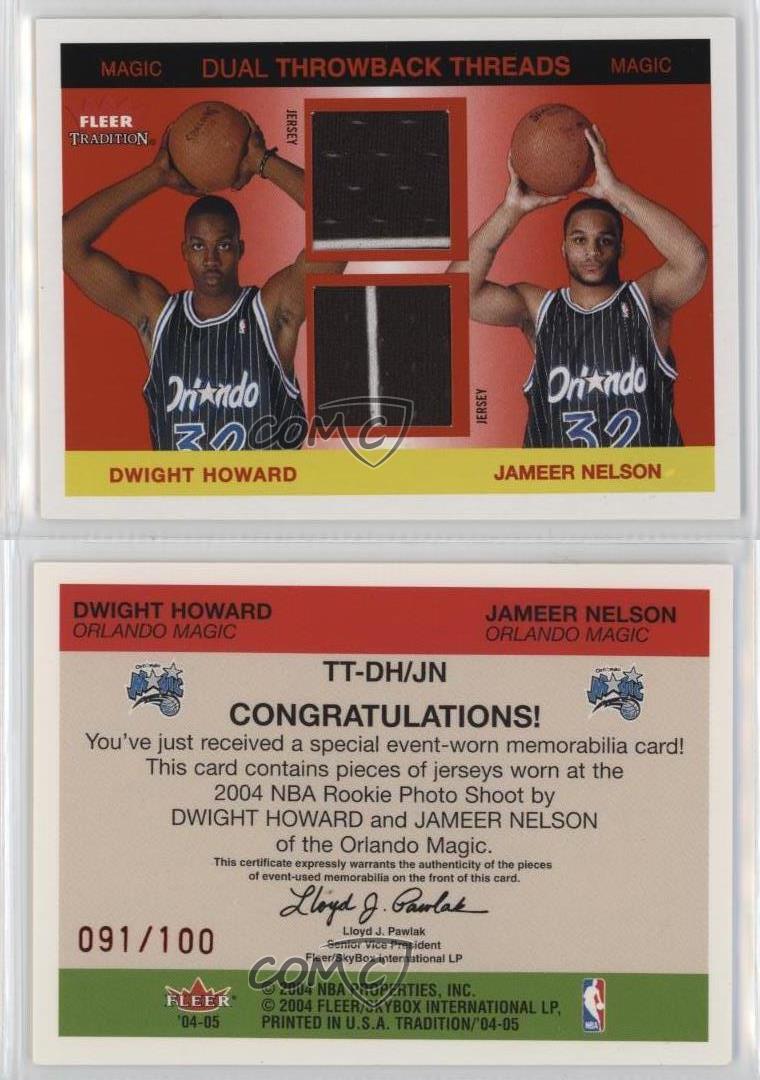 MAGIC DUAL THROWBACK THREADS MAGIC
FLEER
TRADITION
JERSEY
SPALDING
Orlando
32
Orlando
32
JERSEY
COMC
DWIGHT HOWARD JAMEER NELSON
DWIGHT HOWARD JAMEER NELSON
ORLANDO MAGIC ORLANDO MAGIC
TT-DH/JN
CONGRATULATIONS!
You've just received a special event-worn memorabilia card!
This card contains pieces of jerseys worn at the
2004 NBA Rookie Photo Shoot by
DWIGHT HOWARD and JAMEER NELSON
of the Orlando Magic.
This certificate expressly warrants the authenticity of the pieces
of event-used memorabilia on the front of this card.
Lloyd J. Pawlak
Lloyd J. Pawlak
Senior Vice President
Fleer/SkyBox International LP
091/100
COMC
FLEER
'04-05
© 2004 NBA PROPERTIES, INC.
© 2004 FLEER/SKYBOX INTERNATIONAL LP,
PRINTED IN U.S.A. TRADITION/'04-05
NBA